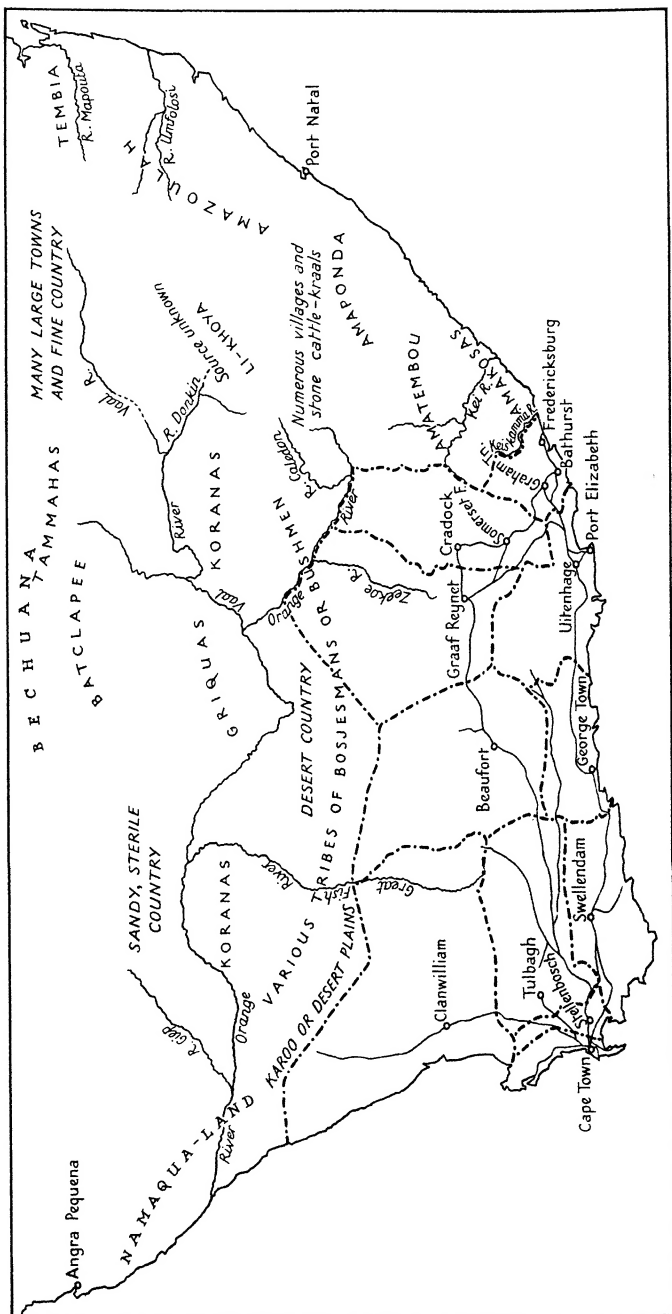 BECHUANA
TAMMAHAS
BATCLAPEE
MANY LARGE TOWNS
AND FINE COUNTRY
TEMBIA
R. Mapouta
R. Umfolosi
AMAZOULAH
Port Natal
Vaal R.
R. Donkin
Source unknown
LI-KHOYA
Numerous villages and
stone cattle-kraals
AMAPONDA
AMATEMBOU
AMAKOSAS
Kei R.
Keiskamma R.
Fredericksburg
Bathurst
Graham Tn.
Port Elizabeth
Uitenhage
Somerset F.
Cradock
Graaf Reynet
Zeekoe R.
R. Caledon
Orange River
River
KORANAS
Vaal
GRIQUAS
DESERT COUNTRY
VARIOUS TRIBES OF BOSJESMANS OR BUSHMEN
KAROO OR DESERT PLAINS
SANDY, STERILE
COUNTRY
KORANAS
Great Fish River
Orange River
R. Gŭep
NAMAQUA-LAND
Angra Pequena
Beaufort
George Town
Swellendam
Clanwilliam
Tulbagh
Stellenbosch
Cape Town